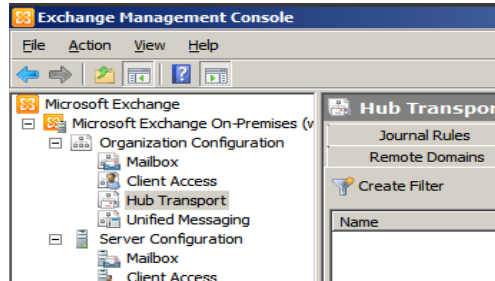 Exchange Management Console
File Action View Help
Microsoft Exchange
Microsoft Exchange On-Premises (w
Organization Configuration
Mailbox
Client Access
Hub Transport
Unified Messaging
Server Configuration
Mailbox
Client Access
Hub Transpor
Journal Rules
Remote Domains
Create Filter
Name